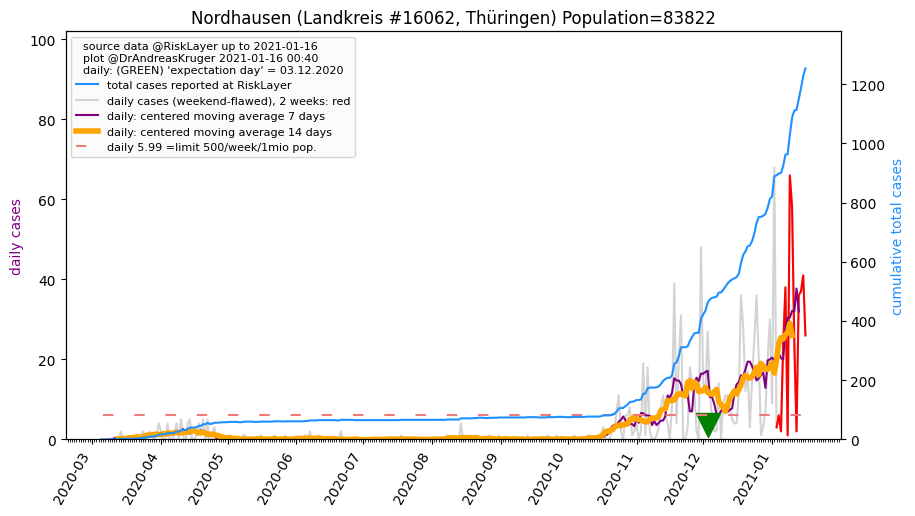 Nordhausen (Landkreis #16062, Thüringen) Population=83822
source data @RiskLayer up to 2021-01-16
plot @DrAndreasKruger 2021-01-16 00:40
daily: (GREEN) 'expectation day' = 03.12.2020
total cases reported at RiskLayer
daily cases (weekend-flawed), 2 weeks: red
daily: centered moving average 7 days
daily: centered moving average 14 days
daily 5.99 =limit 500/week/1mio pop.
daily cases
100
80
60
40
20
0
cumulative total cases
1200
1000
800
600
400
200
0
2020-03
2020-04
2020-05
2020-06
2020-07
2020-08
2020-09
2020-10
2020-11
2020-12
2021-01